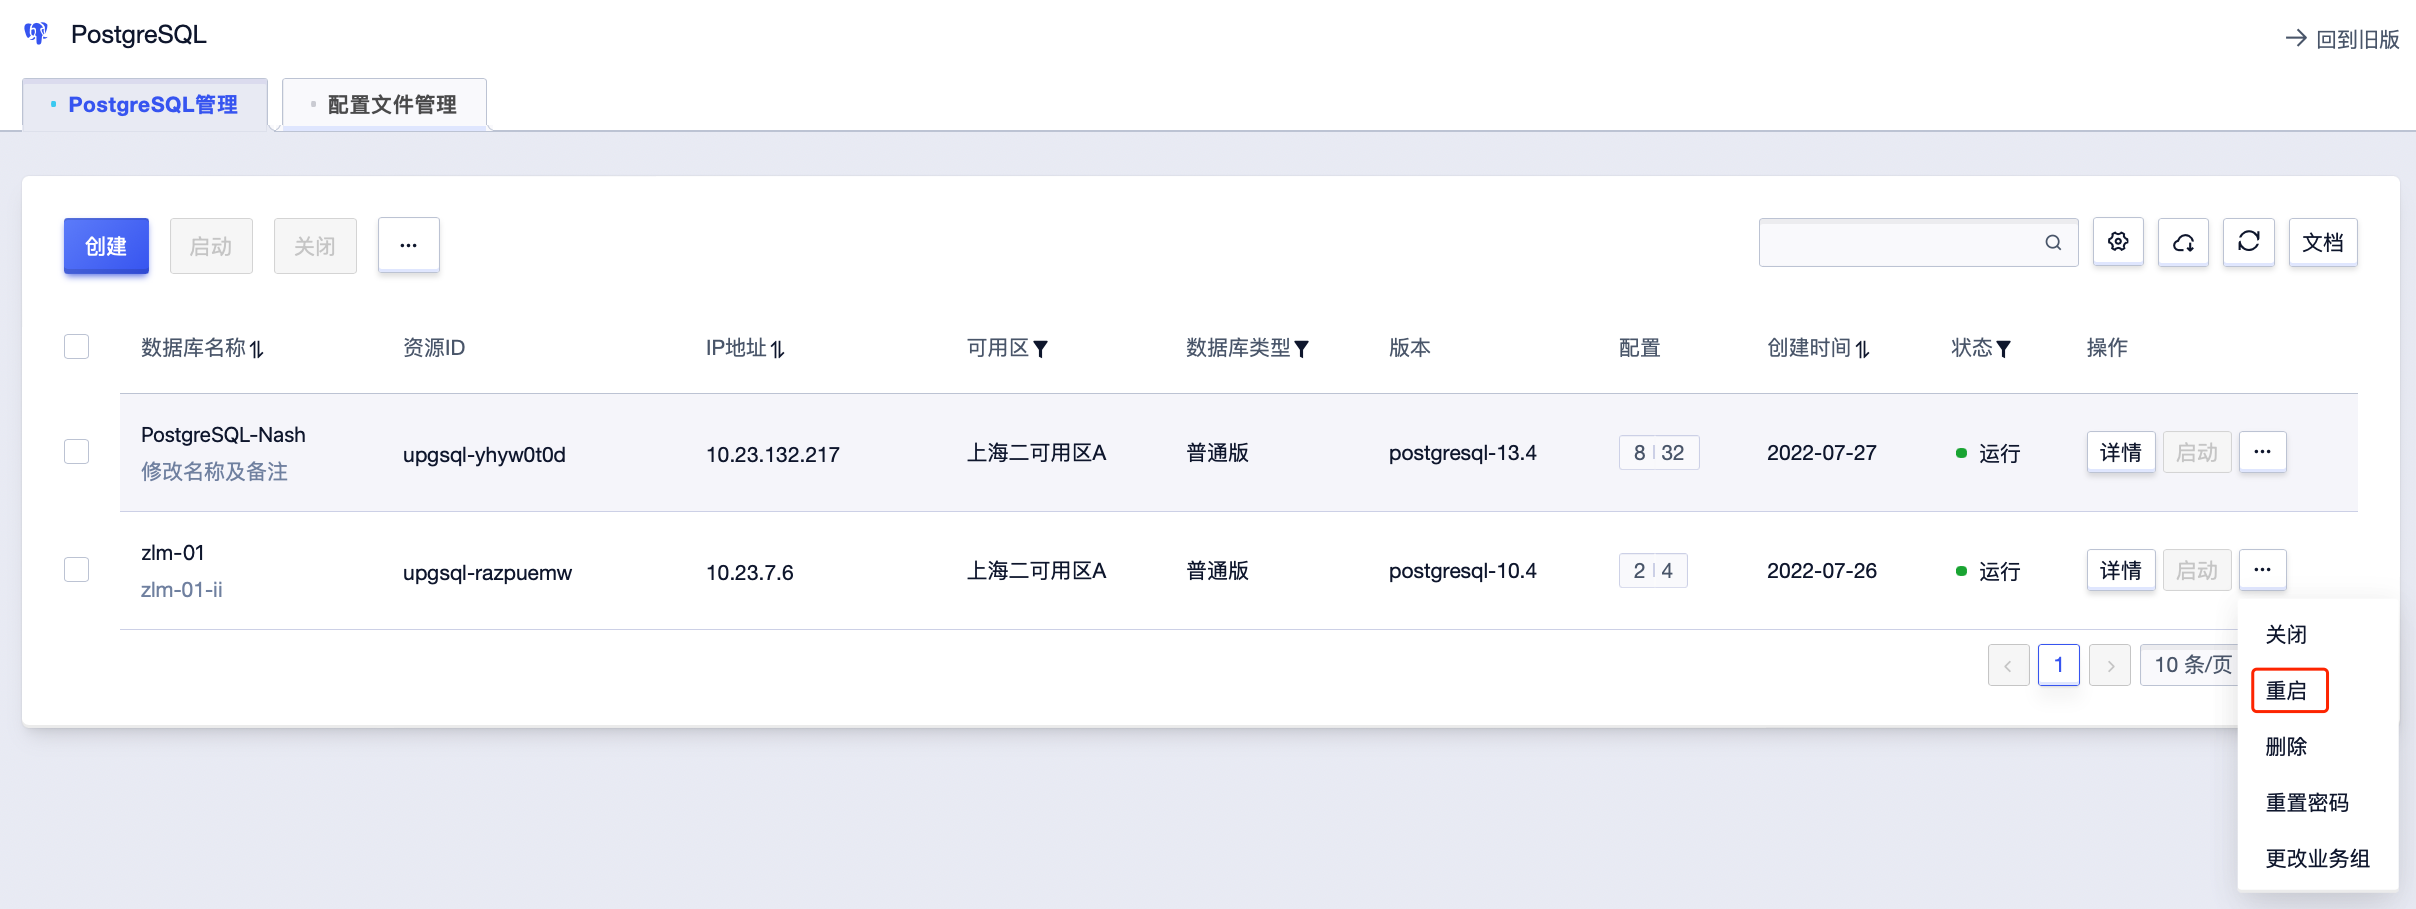 PostgreSQL
回到旧版
PostgreSQL管理
配置文件管理
创建
启动
关闭
...
文档
数据库名称
资源ID
IP地址
可用区
数据库类型
版本
配置
创建时间
状态
操作
PostgreSQL-Nash
修改名称及备注
upgsql-yhyw0t0d
10.23.132.217
上海二可用区A
普通版
postgresql-13.4
8 | 32
2022-07-27
运行
详情
启动
...
zlm-01
zlm-01-ii
upgsql-razpuemw
10.23.7.6
上海二可用区A
普通版
postgresql-10.4
2 | 4
2022-07-26
运行
详情
启动
...
1
10 条/页
关闭
重启
删除
重置密码
更改业务组